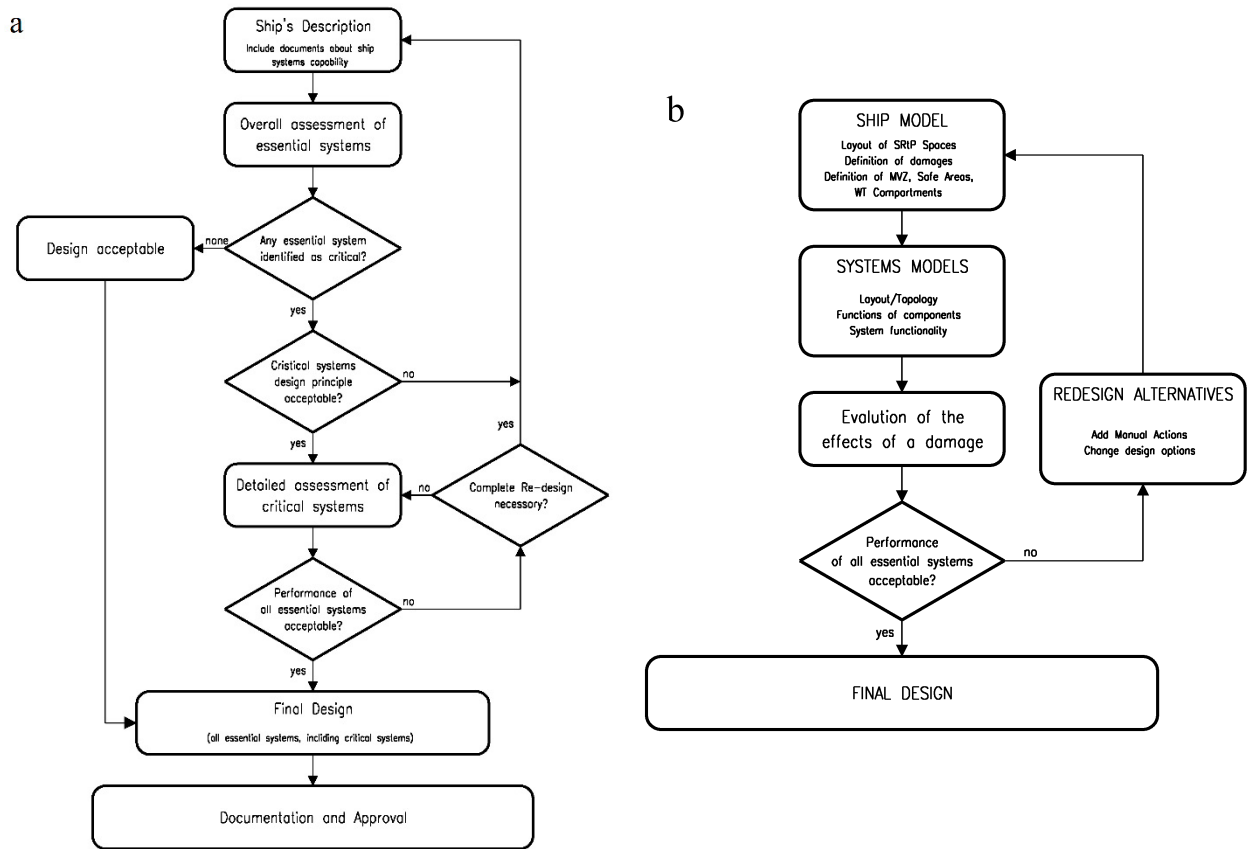 a
Ship's Description
Include documents about ship
systems capability
Overall assessment of
essential systems
Any essential system
identified as critical?
none
Design acceptable
yes
Cristical systems
design principle
acceptable?
no
yes
yes
Detailed assessment of
critical systems
no
Complete Re-design
necessary?
Performance of
all essential systems
acceptable?
no
yes
Final Design
(all essential systems, incliding critical systems)
Documentation and Approval
b
SHIP MODEL
Layout of SRtP Spaces
Definition of damages
Definition of MVZ, Safe Areas,
WT Compartments
SYSTEMS MODELS
Layout/Topology
Functions of components
System functionality
Evalution of the
effects of a damage
REDESIGN ALTERNATIVES
Add Manual Actions
Change design options
Performance
of all essential systems
acceptable?
no
yes
FINAL DESIGN